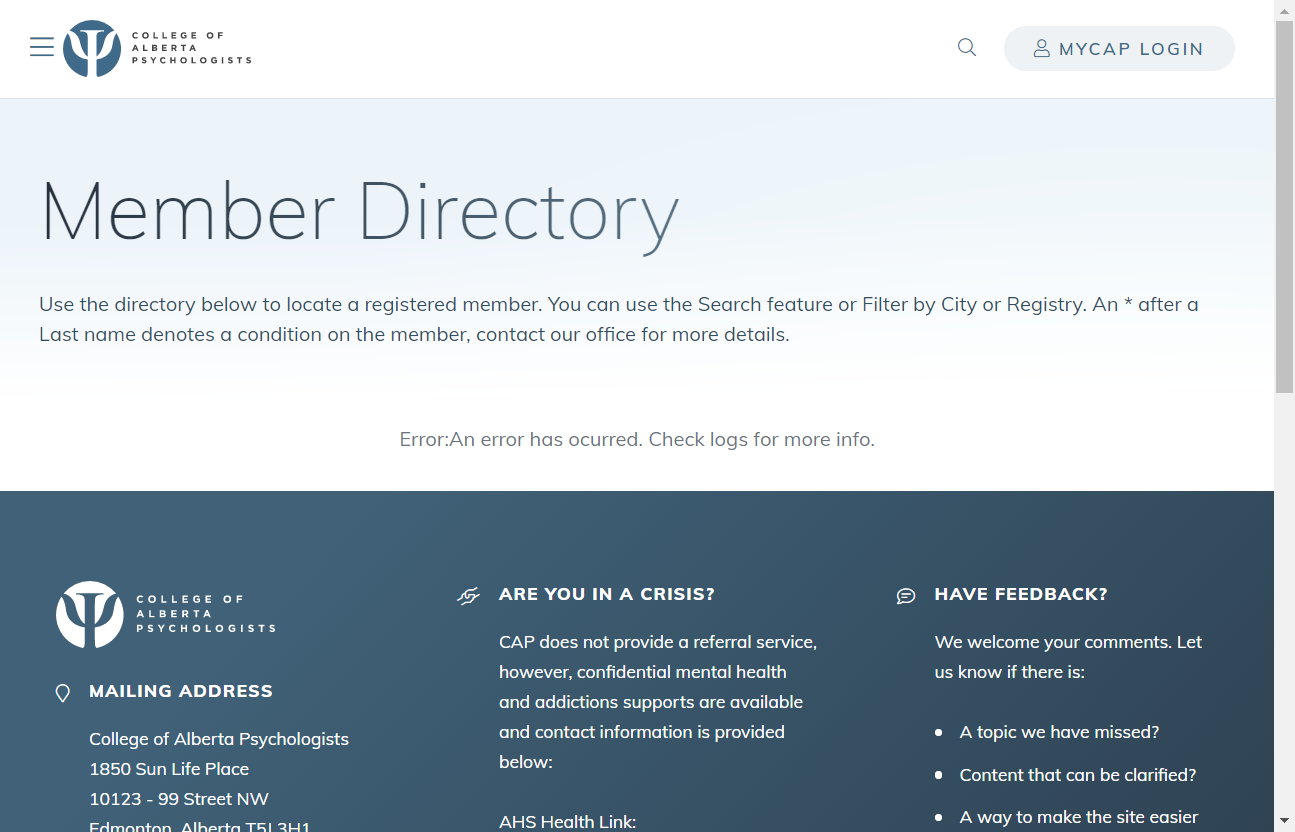 COLLEGE OF
ALBERTA
PSYCHOLOGISTS
MYCAP LOGIN
Member Directory
Use the directory below to locate a registered member. You can use the Search feature or Filter by City or Registry. An * after a
Last name denotes a condition on the member, contact our office for more details.
Error:An error has ocurred. Check logs for more info.
COLLEGE OF
ALBERTA
PSYCHOLOGISTS
MAILING ADDRESS
College of Alberta Psychologists
1850 Sun Life Place
10123 - 99 Street NW
Edmonton, Alberta T5J 3H1
ARE YOU IN A CRISIS?
CAP does not provide a referral service,
however, confidential mental health
and addictions supports are available
and contact information is provided
below:
AHS Health Link:
HAVE FEEDBACK?
We welcome your comments. Let
us know if there is:
A topic we have missed?
Content that can be clarified?
A way to make the site easier